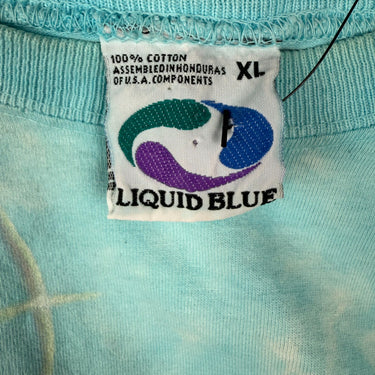 100% COTTON
ASSEMBLED IN HONDURAS
OF U.S.A. COMPONENTS
XL
LIQUID BLUE